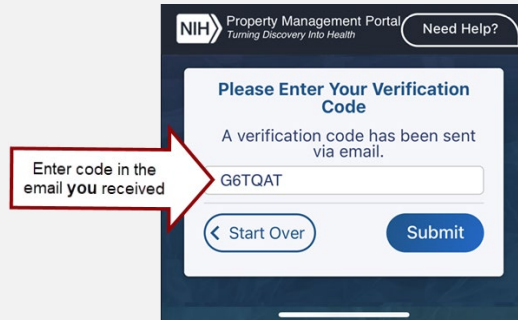 NIH
Property Management Portal
Turning Discovery Into Health
Need Help?
Please Enter Your Verification
Code
A verification code has been sent
via email.
Enter code in the
email you received
G6TQAT
Start Over
Submit